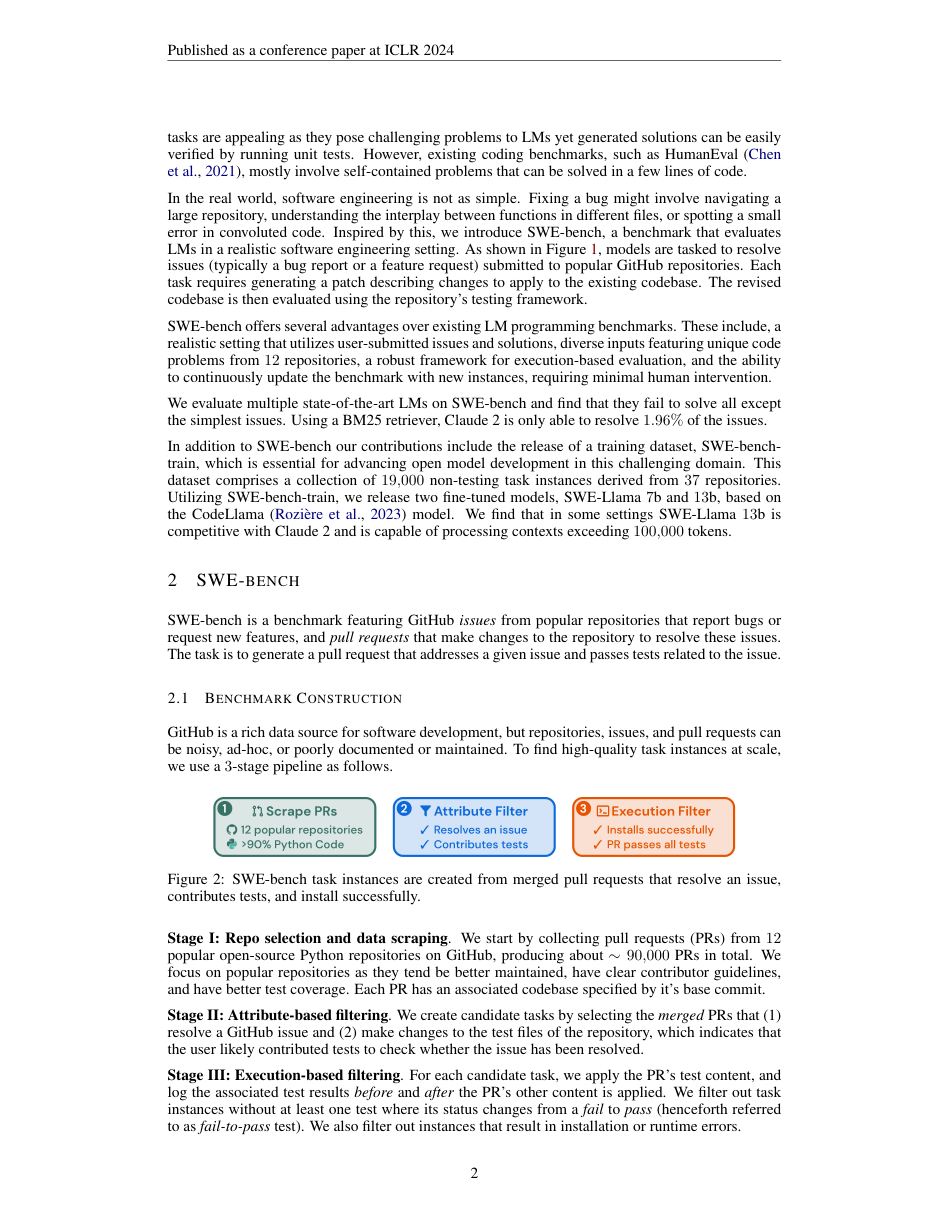 Published as a conference paper at ICLR 2024
tasks are appealing as they pose challenging problems to LMs yet generated solutions can be easily
verified by running unit tests. However, existing coding benchmarks, such as HumanEval (Chen
et al., 2021), mostly involve self-contained problems that can be solved in a few lines of code.
In the real world, software engineering is not as simple. Fixing a bug might involve navigating a
large repository, understanding the interplay between functions in different files, or spotting a small
error in convoluted code. Inspired by this, we introduce SWE-bench, a benchmark that evaluates
LMs in a realistic software engineering setting. As shown in Figure 1, models are tasked to resolve
issues (typically a bug report or a feature request) submitted to popular GitHub repositories. Each
task requires generating a patch describing changes to apply to the existing codebase. The revised
codebase is then evaluated using the repository's testing framework.
SWE-bench offers several advantages over existing LM programming benchmarks. These include, a
realistic setting that utilizes user-submitted issues and solutions, diverse inputs featuring unique code
problems from 12 repositories, a robust framework for execution-based evaluation, and the ability
to continuously update the benchmark with new instances, requiring minimal human intervention.
We evaluate multiple state-of-the-art LMs on SWE-bench and find that they fail to solve all except
the simplest issues. Using a BM25 retriever, Claude 2 is only able to resolve 1.96% of the issues.
In addition to SWE-bench our contributions include the release of a training dataset, SWE-bench-
train, which is essential for advancing open model development in this challenging domain. This
dataset comprises a collection of 19,000 non-testing task instances derived from 37 repositories.
Utilizing SWE-bench-train, we release two fine-tuned models, SWE-Llama 7b and 13b, based on
the CodeLlama (Rozière et al., 2023) model. We find that in some settings SWE-Llama 13b is
competitive with Claude 2 and is capable of processing contexts exceeding 100,000 tokens.
2 SWE-BENCH
SWE-bench is a benchmark featuring GitHub issues from popular repositories that report bugs or
request new features, and pull requests that make changes to the repository to resolve these issues.
The task is to generate a pull request that addresses a given issue and passes tests related to the issue.
2.1 BENCHMARK CONSTRUCTION
GitHub is a rich data source for software development, but repositories, issues, and pull requests can
be noisy, ad-hoc, or poorly documented or maintained. To find high-quality task instances at scale,
we use a 3-stage pipeline as follows.
1 Scrape PRs
12 popular repositories
>90% Python Code
2 Attribute Filter
✓ Resolves an issue
✓ Contributes tests
3 Execution Filter
✓ Installs successfully
✓ PR passes all tests
Figure 2: SWE-bench task instances are created from merged pull requests that resolve an issue,
contributes tests, and install successfully.
Stage I: Repo selection and data scraping. We start by collecting pull requests (PRs) from 12
popular open-source Python repositories on GitHub, producing about ∼ 90,000 PRs in total. We
focus on popular repositories as they tend be better maintained, have clear contributor guidelines,
and have better test coverage. Each PR has an associated codebase specified by it's base commit.
Stage II: Attribute-based filtering. We create candidate tasks by selecting the merged PRs that (1)
resolve a GitHub issue and (2) make changes to the test files of the repository, which indicates that
the user likely contributed tests to check whether the issue has been resolved.
Stage III: Execution-based filtering. For each candidate task, we apply the PR's test content, and
log the associated test results before and after the PR's other content is applied. We filter out task
instances without at least one test where its status changes from a fail to pass (henceforth referred
to as fail-to-pass test). We also filter out instances that result in installation or runtime errors.
2